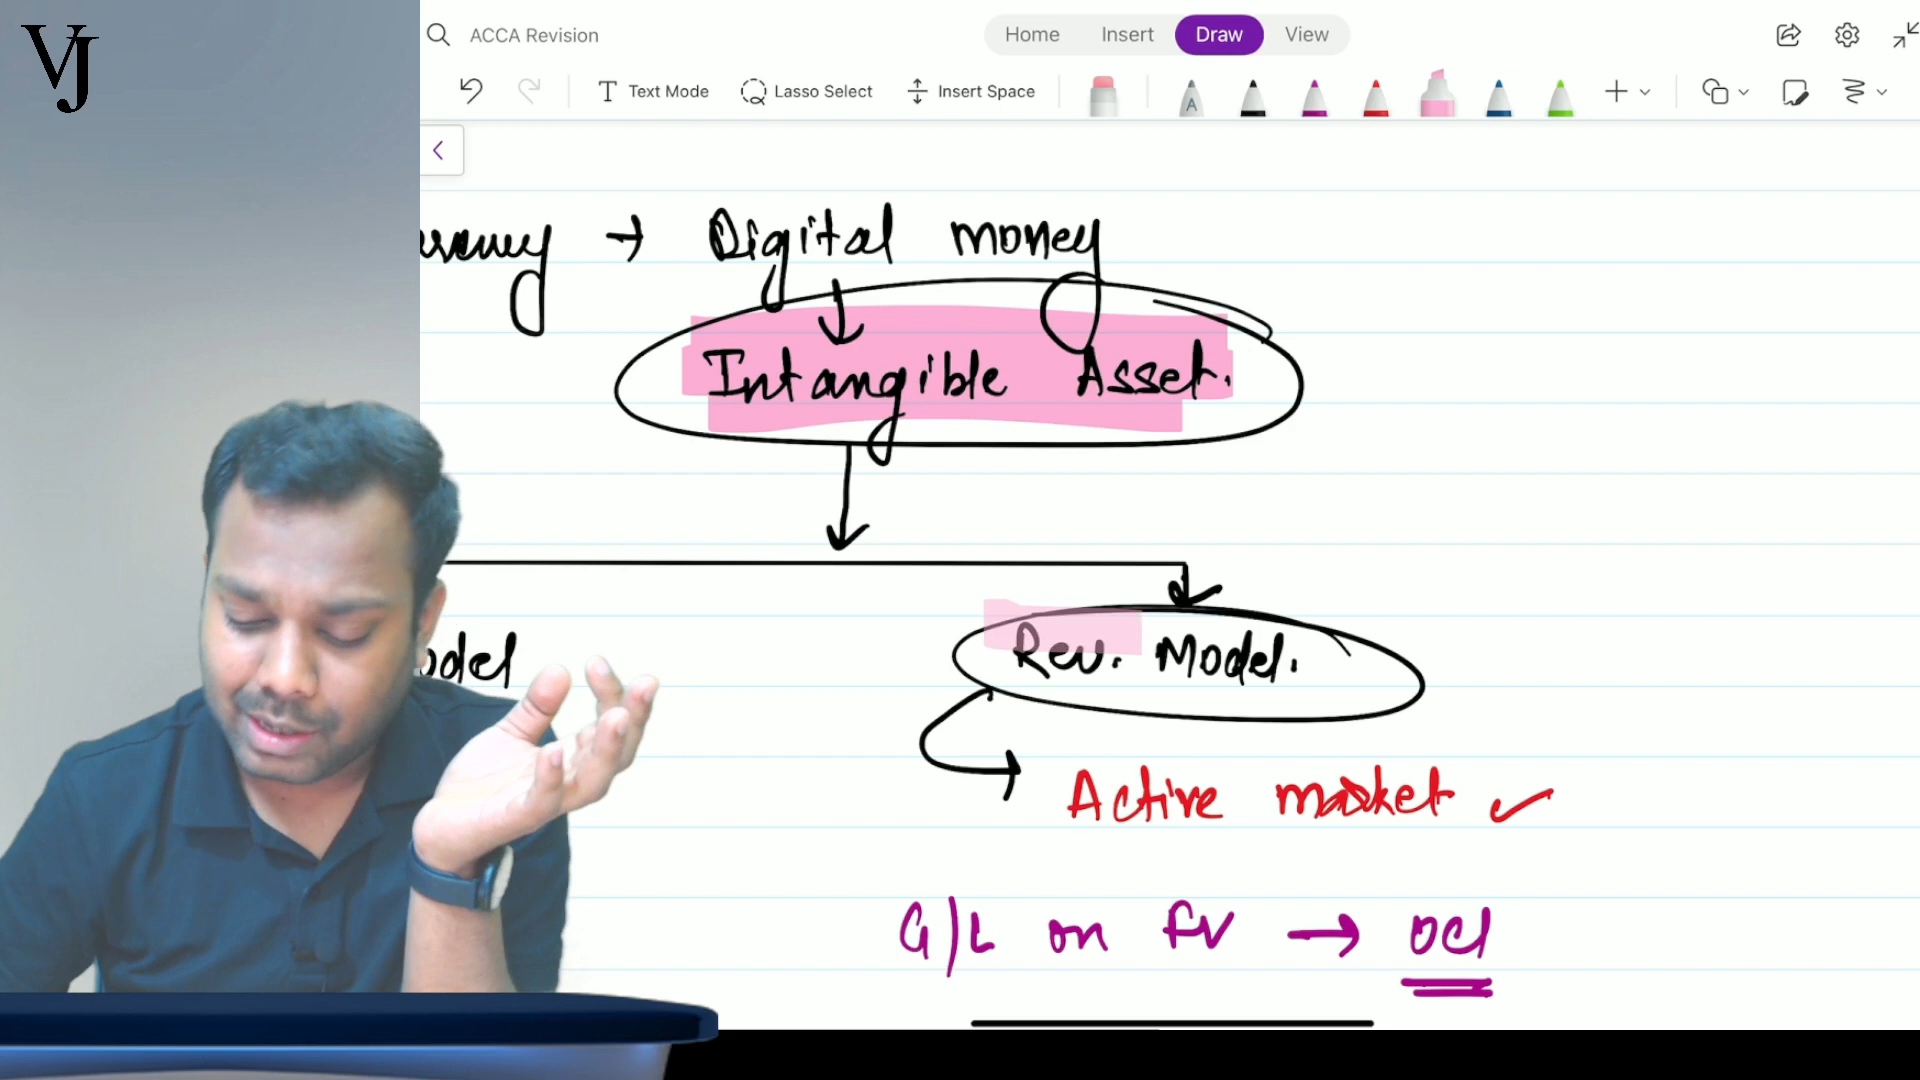 VJ
ACCA Revision
Home Insert Draw View
Text Mode Lasso Select Insert Space
A
→ Digital money
Intangible Asset.
Rev. Model.
Active market ✓
G/L on FV → OCI